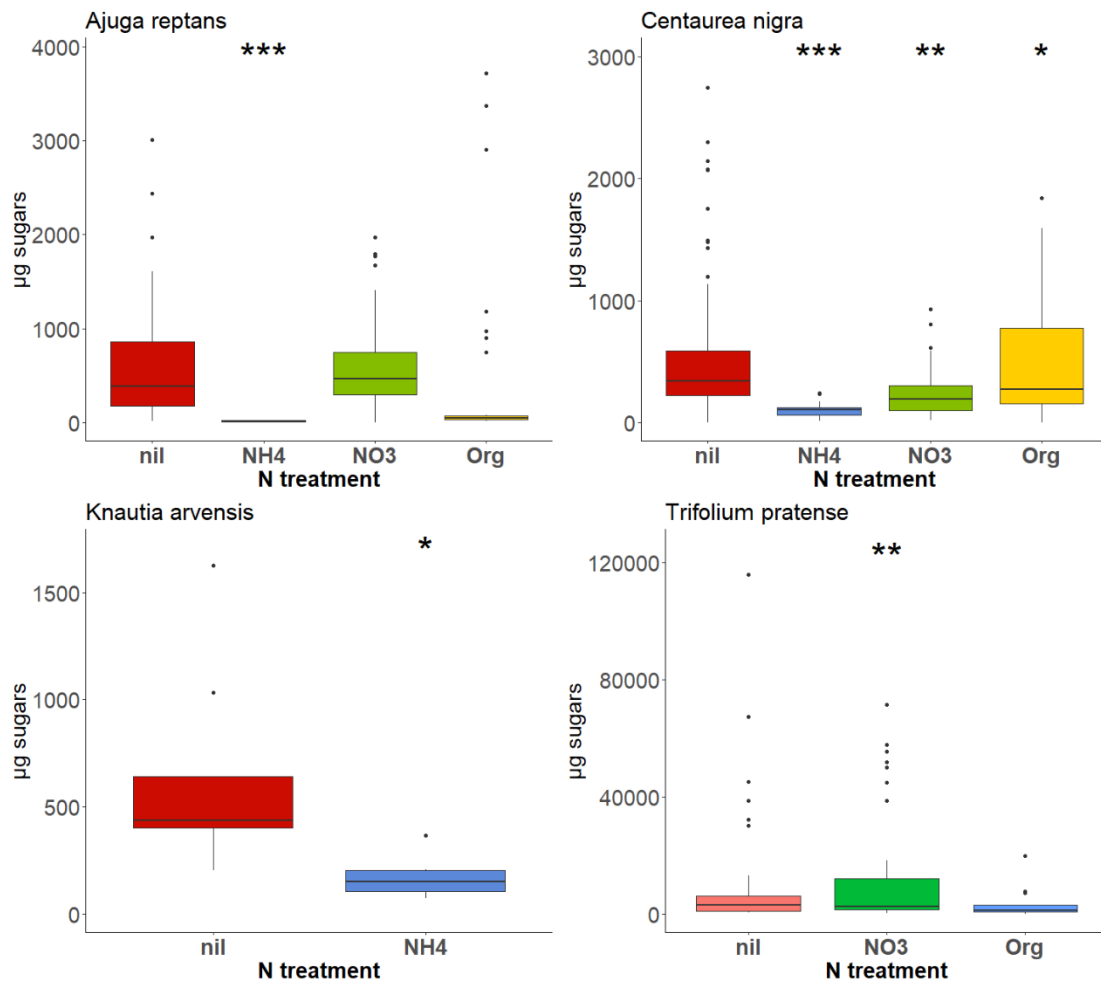 Ajuga reptans
***
4000
3000
2000
1000
0
µg sugars
nil NH4 NO3 Org
N treatment
Centaurea nigra
*** ** *
3000
2000
1000
0
µg sugars
nil NH4 NO3 Org
N treatment
Knautia arvensis
*
1500
1000
500
0
µg sugars
nil NH4
N treatment
Trifolium pratense
**
120000
80000
40000
0
µg sugars
nil NO3 Org
N treatment